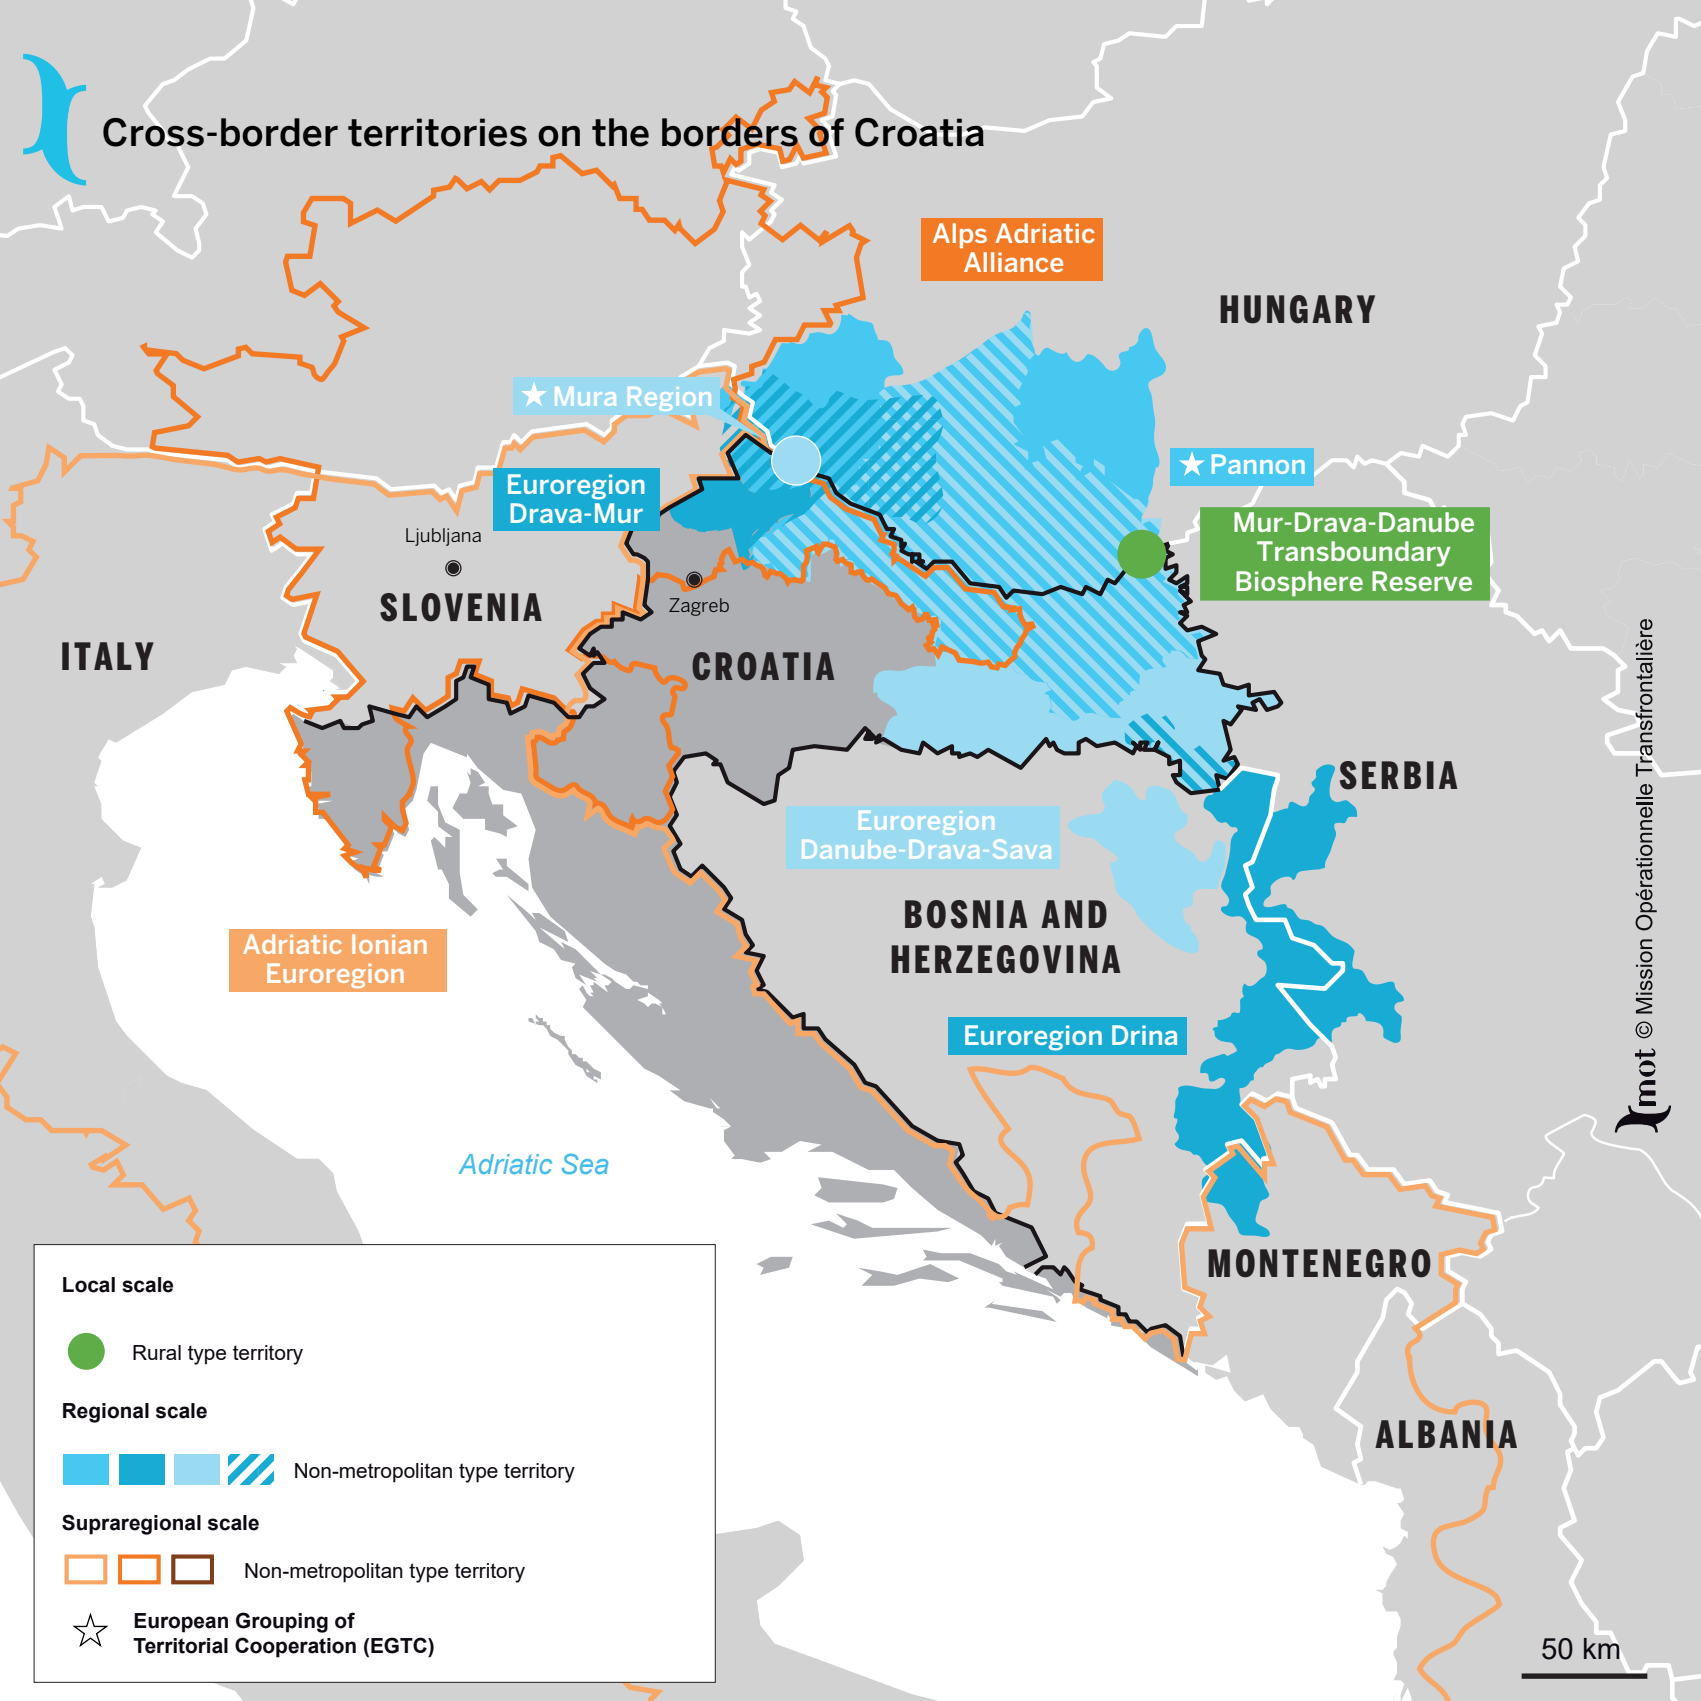 Cross-border territories on the borders of Croatia
Alps Adriatic
Alliance
HUNGARY
★ Mura Region
★ Pannon
Euroregion
Drava-Mur
Mur-Drava-Danube
Transboundary
Biosphere Reserve
Ljubljana
SLOVENIA
Zagreb
ITALY
CROATIA
SERBIA
Euroregion
Danube-Drava-Sava
BOSNIA AND
HERZEGOVINA
Adriatic Ionian
Euroregion
Euroregion Drina
Adriatic Sea
MONTENEGRO
ALBANIA
mot © Mission Opérationnelle Transfrontalière
Local scale
Rural type territory
Regional scale
Non-metropolitan type territory
Supraregional scale
Non-metropolitan type territory
European Grouping of
Territorial Cooperation (EGTC)
50 km